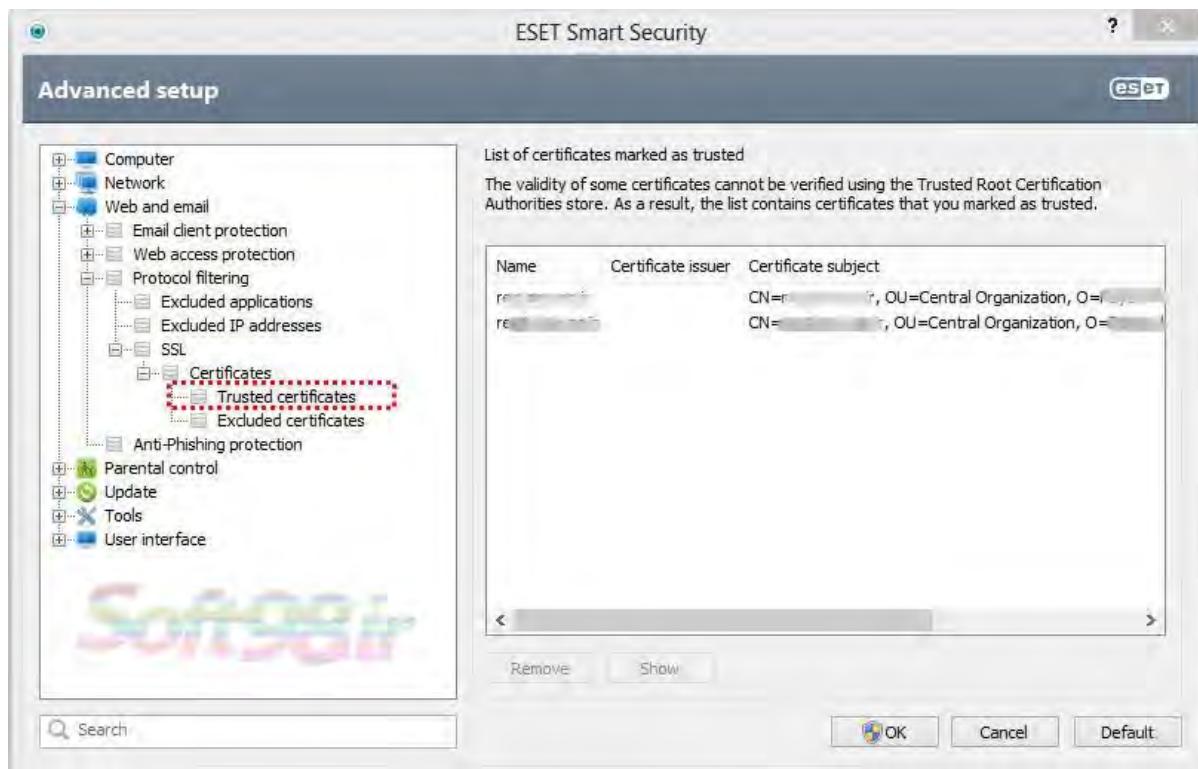 ESET Smart Security
?
Advanced setup
eset
Computer
Network
Web and email
Email client protection
Web access protection
Protocol filtering
Excluded applications
Excluded IP addresses
SSL
Certificates
Trusted certificates
Excluded certificates
Anti-Phishing protection
Parental control
Update
Tools
User interface
Soft98.ir
Search
List of certificates marked as trusted
The validity of some certificates cannot be verified using the Trusted Root Certification
Authorities store. As a result, the list contains certificates that you marked as trusted.
Name Certificate issuer Certificate subject
CN=r , OU=Central Organization, O=
CN= , OU=Central Organization, O=
Remove Show
OK Cancel Default